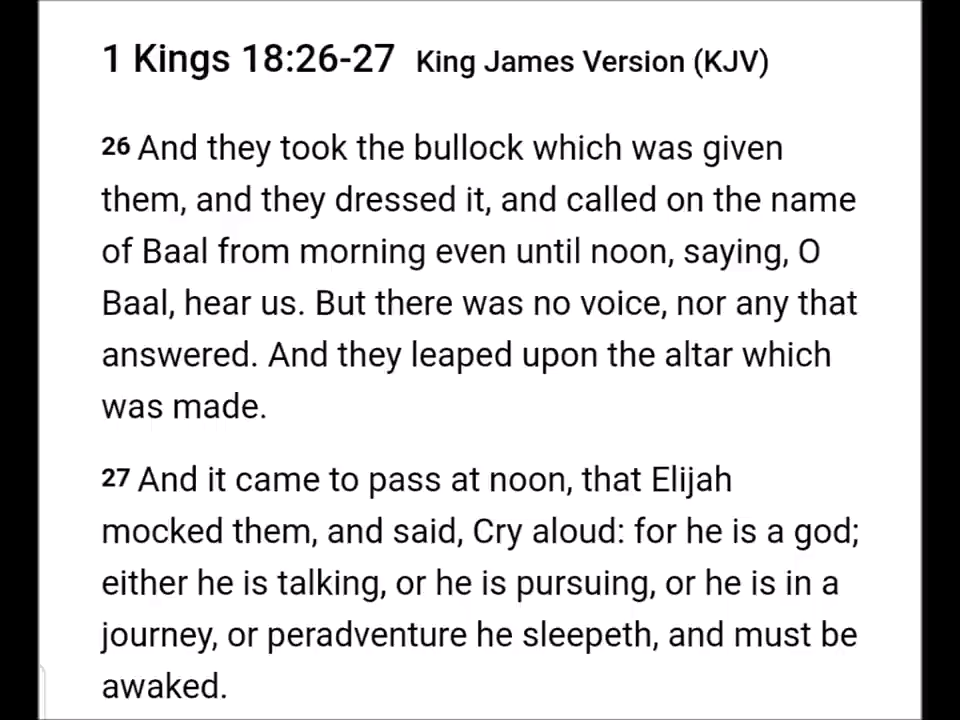 1 Kings 18:26-27 King James Version (KJV)
26 And they took the bullock which was given
them, and they dressed it, and called on the name
of Baal from morning even until noon, saying, O
Baal, hear us. But there was no voice, nor any that
answered. And they leaped upon the altar which
was made.
27 And it came to pass at noon, that Elijah
mocked them, and said, Cry aloud: for he is a god;
either he is talking, or he is pursuing, or he is in a
journey, or peradventure he sleepeth, and must be
awaked.